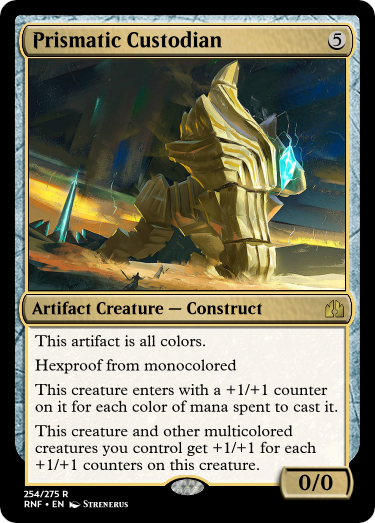 Prismatic Custodian 5
Artifact Creature — Construct
This artifact is all colors.
Hexproof from monocolored
This creature enters with a +1/+1 counter
on it for each color of mana spent to cast it.
This creature and other multicolored
creatures you control get +1/+1 for each
+1/+1 counters on this creature.
0/0
254/275 R
RNF • EN Strenerus